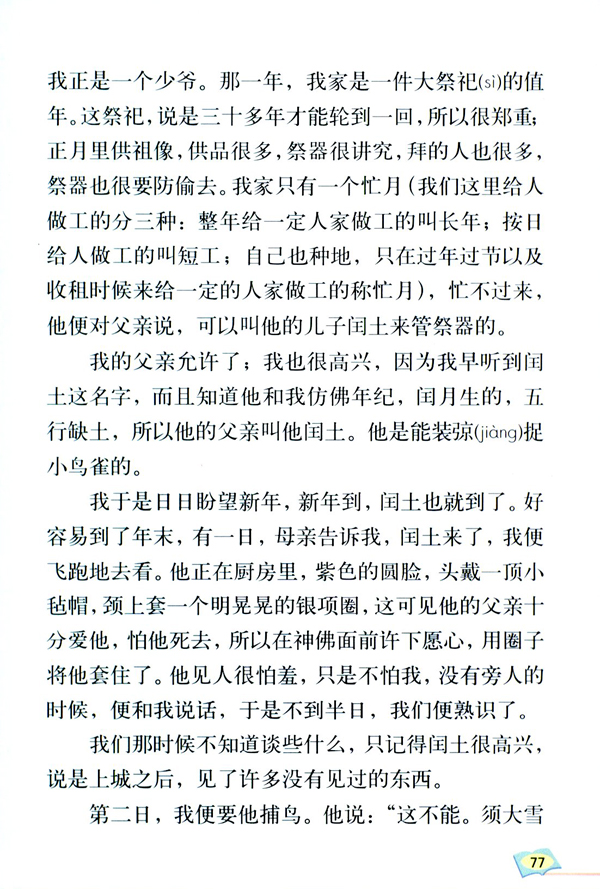 我正是一个少爷。那一年，我家是一件大祭祀(sì)的值
年。这祭祀，说是三十多年才能轮到一回，所以很郑重；
正月里供祖像，供品很多，祭器很讲究，拜的人也很多，
祭器也很要防偷去。我家只有一个忙月（我们这里给人
做工的分三种：整年给一定人家做工的叫长年；按日
给人做工的叫短工；自己也种地，只在过年过节以及
收租时候来给一定的人家做工的称忙月），忙不过来，
他便对父亲说，可以叫他的儿子闰土来管祭器的。
我的父亲允许了；我也很高兴，因为我早听到闰
土这名字，而且知道他和我仿佛年纪，闰月生的，五
行缺土，所以他的父亲叫他闰土。他是能装弶(jiàng)捉
小鸟雀的。
我于是日日盼望新年，新年到，闰土也就到了。好
容易到了年末，有一日，母亲告诉我，闰土来了，我便
飞跑地去看。他正在厨房里，紫色的圆脸，头戴一顶小
毡帽，颈上套一个明晃晃的银项圈，这可见他的父亲十
分爱他，怕他死去，所以在神佛面前许下愿心，用圈子
将他套住了。他见人很怕羞，只是不怕我，没有旁人的
时候，便和我说话，于是不到半日，我们便熟识了。
我们那时候不知道谈些什么，只记得闰土很高兴，
说是上城之后，见了许多没有见过的东西。
第二日，我便要他捕鸟。他说：“这不能。须大雪
77